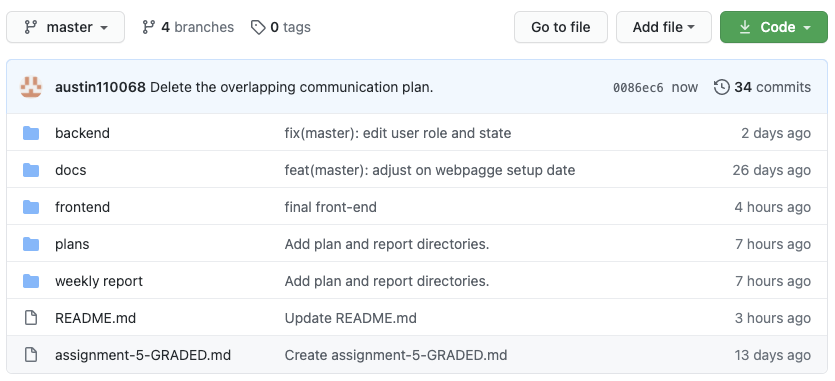 master 4 branches 0 tags Go to file Add file Code
austin110068 Delete the overlapping communication plan. 0086ec6 now 34 commits
backend fix(master): edit user role and state 2 days ago
docs feat(master): adjust on webpagge setup date 26 days ago
frontend final front-end 4 hours ago
plans Add plan and report directories. 7 hours ago
weekly report Add plan and report directories. 7 hours ago
README.md Update README.md 3 hours ago
assignment-5-GRADED.md Create assignment-5-GRADED.md 13 days ago